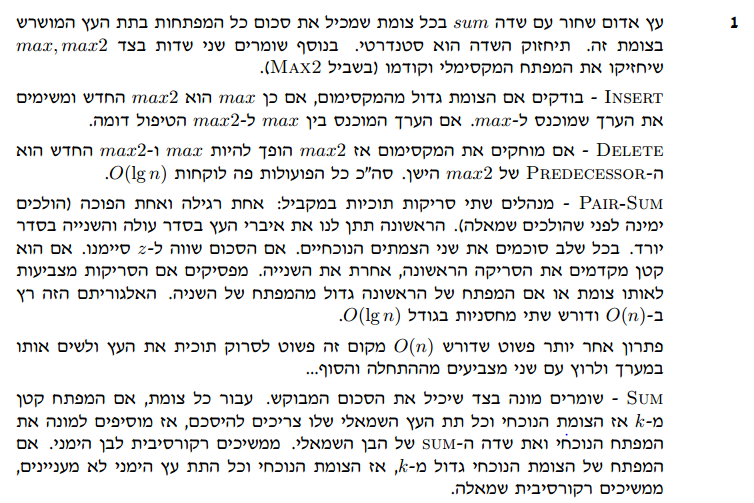 1 עץ אדום שחור עם שדה sum בכל צומת שמכיל את סכום כל המפתחות בתת העץ המושרש
בצומת זה. תיחזוק השדה הוא סטנדרטי. בנוסף שומרים שני שדות בצד max, max2
שיחזיקו את המפתח המקסימלי וקודמו (בשביל MAX2).
INSERT - בודקים אם הצומת גדול מהמקסימום, אם כן max הוא max2 החדש ומשימים
את הערך שמוכנס ל-max. אם הערך המוכנס בין max ל-max2 הטיפול דומה.
DELETE - אם מוחקים את המקסימום אז max2 הופך להיות max ו-max2 החדש הוא
ה-PREDECESSOR של max2 הישן. סה"כ כל הפועולות פה לוקחות O(lg n).
PAIR-SUM - מנהלים שתי סריקות תוכיות במקביל: אחת רגילה ואחת הפוכה (הולכים
ימינה לפני שהולכים שמאלה). הראשונה תתן לנו את איברי העץ בסדר עולה והשנייה בסדר
יורד. בכל שלב סוכמים את שני הצמתים הנוכחיים. אם הסכום שווה ל-z סיימנו. אם הוא
קטן מקדמים את הסריקה הראשונה, אחרת את השנייה. מפסיקים אם הסריקות מצביעות
לאותו צומת או אם המפתח של הראשונה גדול מהמפתח של השניה. האלגוריתם הזה רץ
ב-O(n) ודורש שתי מחסניות בגודל O(lg n).
פתרון אחר יותר פשוט שדורש O(n) מקום זה פשוט לסרוק תוכית את העץ ולשים אותו
במערך ולרוץ עם שני מצביעים מההתחלה והסוף...
SUM - שומרים מונה בצד שיכיל את הסכום המבוקש. עבור כל צומת, אם המפתח קטן
מ-k אז הצומת הנוכחי וכל תת העץ השמאלי שלו צריכים להיסכם, אז מוסיפים למונה את
המפתח הנוכחי ואת שדה ה-SUM של הבן השמאלי. ממשיכים רקורסיבית לבן הימני. אם
המפתח של הצומת הנוכחי גדול מ-k, אז הצומת הנוכחי וכל התת עץ הימני לא מעניינים,
ממשיכים רקורסיבית שמאלה.